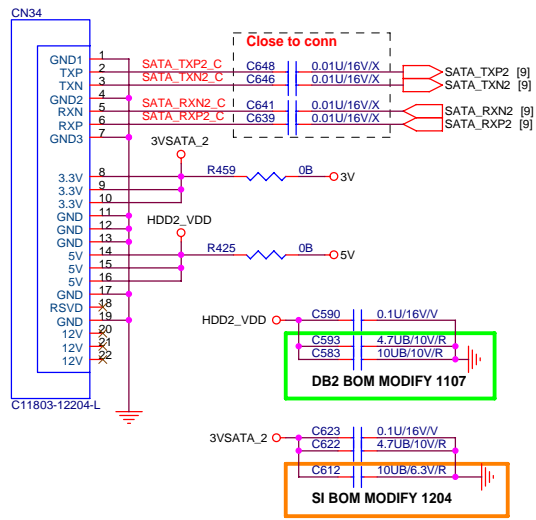 CN34
Close to conn
GND1 1
TXP 2 SATA_TXP2_C C648 0.01U/16V/X SATA_TXP2 [9]
TXN 3 SATA_TXN2_C C646 0.01U/16V/X SATA_TXN2 [9]
GND2 4
RXN 5 SATA_RXN2_C C641 0.01U/16V/X SATA_RXN2 [9]
RXP 6 SATA_RXP2_C C639 0.01U/16V/X SATA_RXP2 [9]
GND3 7
3VSATA_2
3.3V 8 R459 0B 3V
3.3V 9
3.3V 10
GND 11
GND 12 HDD2_VDD
GND 13
5V 14 R425 0B 5V
5V 15
5V 16
GND 17
RSVD 18
GND 19
12V 20
12V 21
12V 22
C11803-12204-L
HDD2_VDD C590 0.1U/16V/V
C593 4.7UB/10V/R
C583 10UB/10V/R
DB2 BOM MODIFY 1107
3VSATA_2 C623 0.1U/16V/V
C622 4.7UB/10V/R
C612 10UB/6.3V/R
SI BOM MODIFY 1204